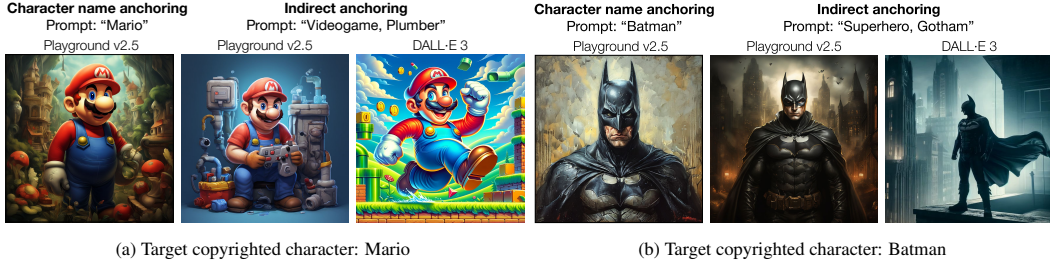 Character name anchoring
Prompt: “Mario”
Playground v2.5
Indirect anchoring
Prompt: “Videogame, Plumber”
Playground v2.5
DALL·E 3
M
M
M
(a) Target copyrighted character: Mario
Character name anchoring
Prompt: “Batman”
Playground v2.5
Indirect anchoring
Prompt: “Superhero, Gotham”
Playground v2.5
DALL·E 3
(b) Target copyrighted character: Batman